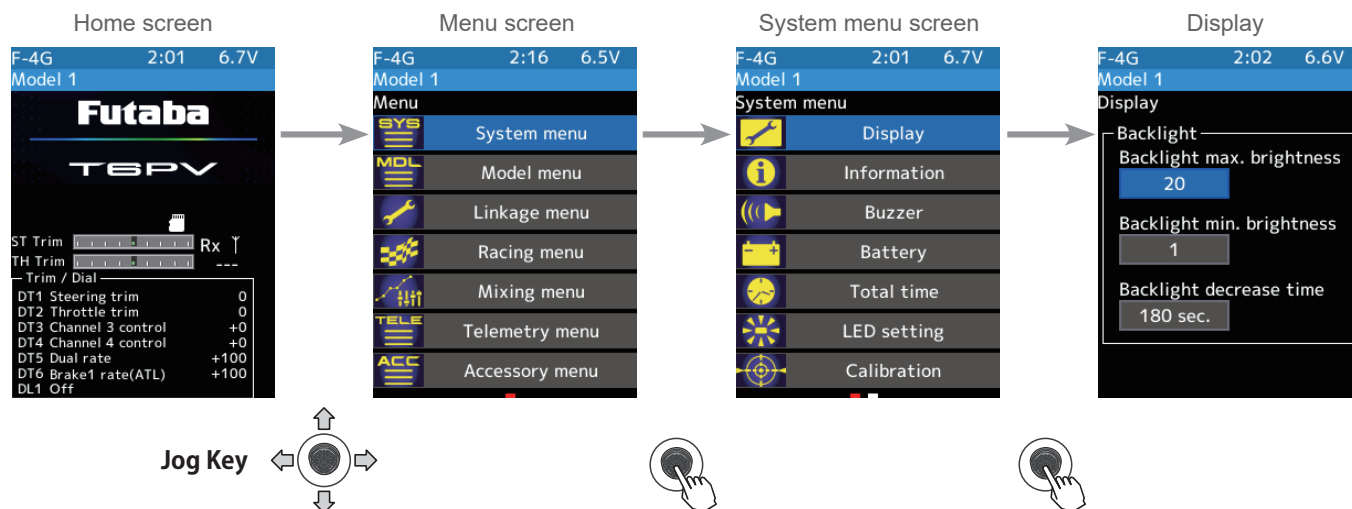 Home screen
Menu screen
System menu screen
Display
F-4G 2:01 6.7V
Model 1
Futaba
T6PV
ST Trim
Rx
TH Trim
---
Trim / Dial
DT1 Steering trim 0
DT2 Throttle trim 0
DT3 Channel 3 control +0
DT4 Channel 4 control +0
DT5 Dual rate +100
DT6 Brake1 rate(ATL) +100
DL1 Off
F-4G 2:16 6.5V
Model 1
Menu
SYS System menu
MDL Model menu
Linkage menu
Racing menu
Mixing menu
TELE Telemetry menu
ACC Accessory menu
F-4G 2:01 6.7V
Model 1
System menu
Display
Information
Buzzer
Battery
Total time
LED setting
Calibration
F-4G 2:02 6.6V
Model 1
Display
Backlight
Backlight max. brightness
20
Backlight min. brightness
1
Backlight decrease time
180 sec.
Jog Key